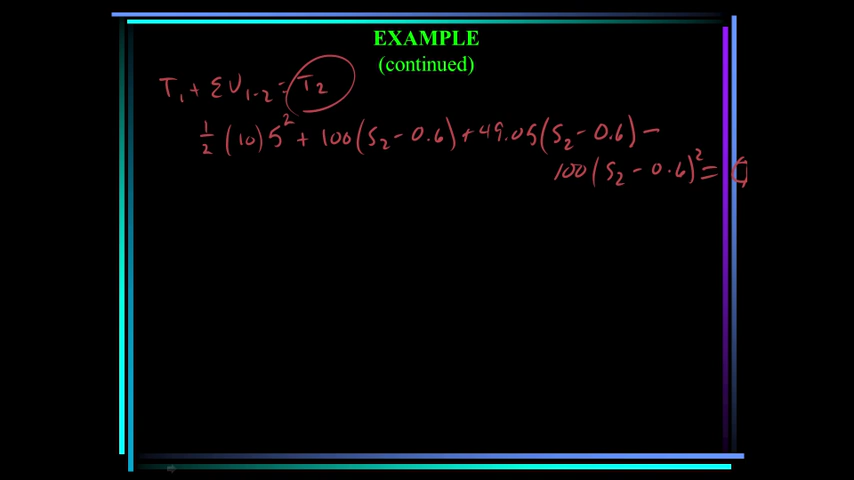 EXAMPLE
(continued)
T₁ + ΣU₁₋₂ = T₂
½ (10) 5² + 100 (S₂ − 0.6) + 49.05 (S₂ − 0.6) −
100 (S₂ − 0.6)² =